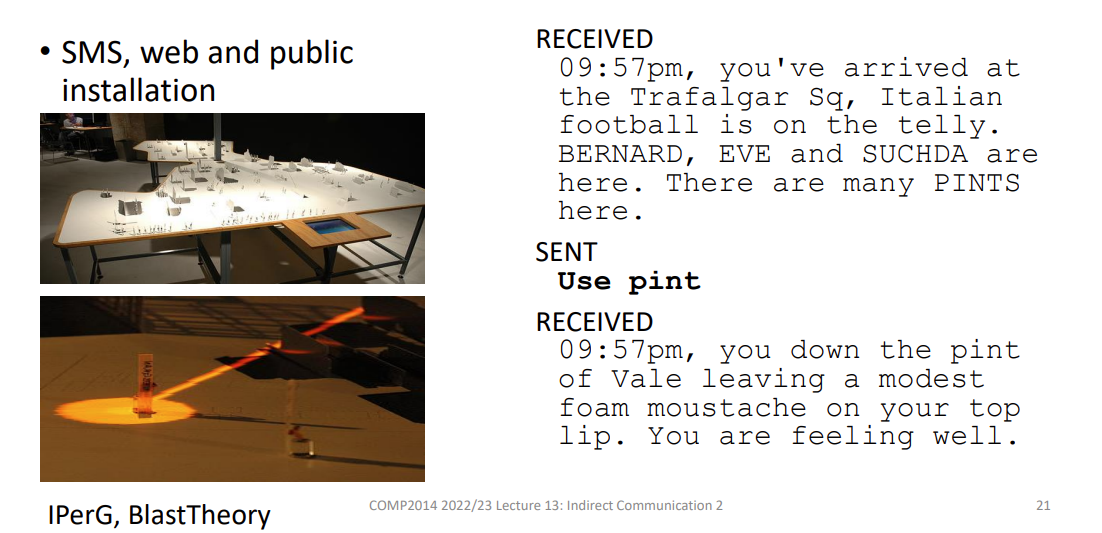 • SMS, web and public
installation
IPerG, BlastTheory
RECEIVED
09:57pm, you've arrived at
the Trafalgar Sq, Italian
football is on the telly.
BERNARD, EVE and SUCHDA are
here. There are many PINTS
here.
SENT
Use pint
RECEIVED
09:57pm, you down the pint
of Vale leaving a modest
foam moustache on your top
lip. You are feeling well.
COMP2014 2022/23 Lecture 13: Indirect Communication 2
21